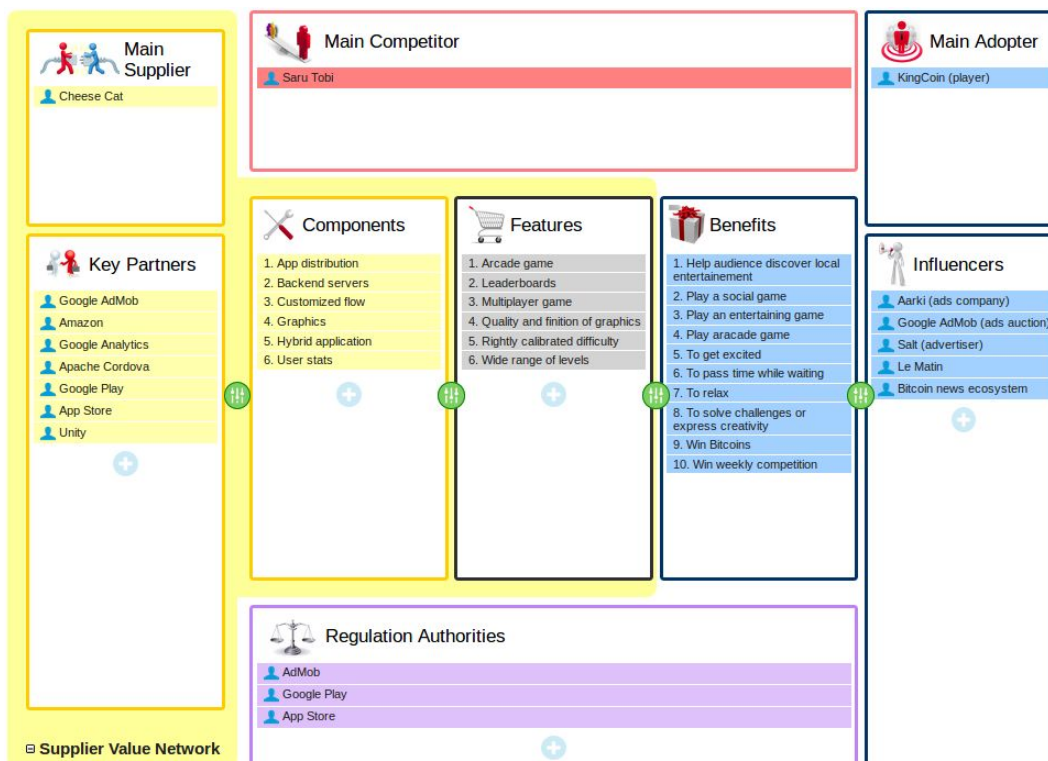 Main
Supplier
Cheese Cat
Main Competitor
Saru Tobi
Main Adopter
KingCoin (player)
Key Partners
Google AdMob
Amazon
Google Analytics
Apache Cordova
Google Play
App Store
Unity
Components
1. App distribution
2. Backend servers
3. Customized flow
4. Graphics
5. Hybrid application
6. User stats
Features
1. Arcade game
2. Leaderboards
3. Multiplayer game
4. Quality and finition of graphics
5. Rightly calibrated difficulty
6. Wide range of levels
Benefits
1. Help audience discover local
entertainement
2. Play a social game
3. Play an entertaining game
4. Play aracade game
5. To get excited
6. To pass time while waiting
7. To relax
8. To solve challenges or
express creativity
9. Win Bitcoins
10. Win weekly competition
Influencers
Aarki (ads company)
Google AdMob (ads auction)
Salt (advertiser)
Le Matin
Bitcoin news ecosystem
Regulation Authorities
AdMob
Google Play
App Store
Supplier Value Network